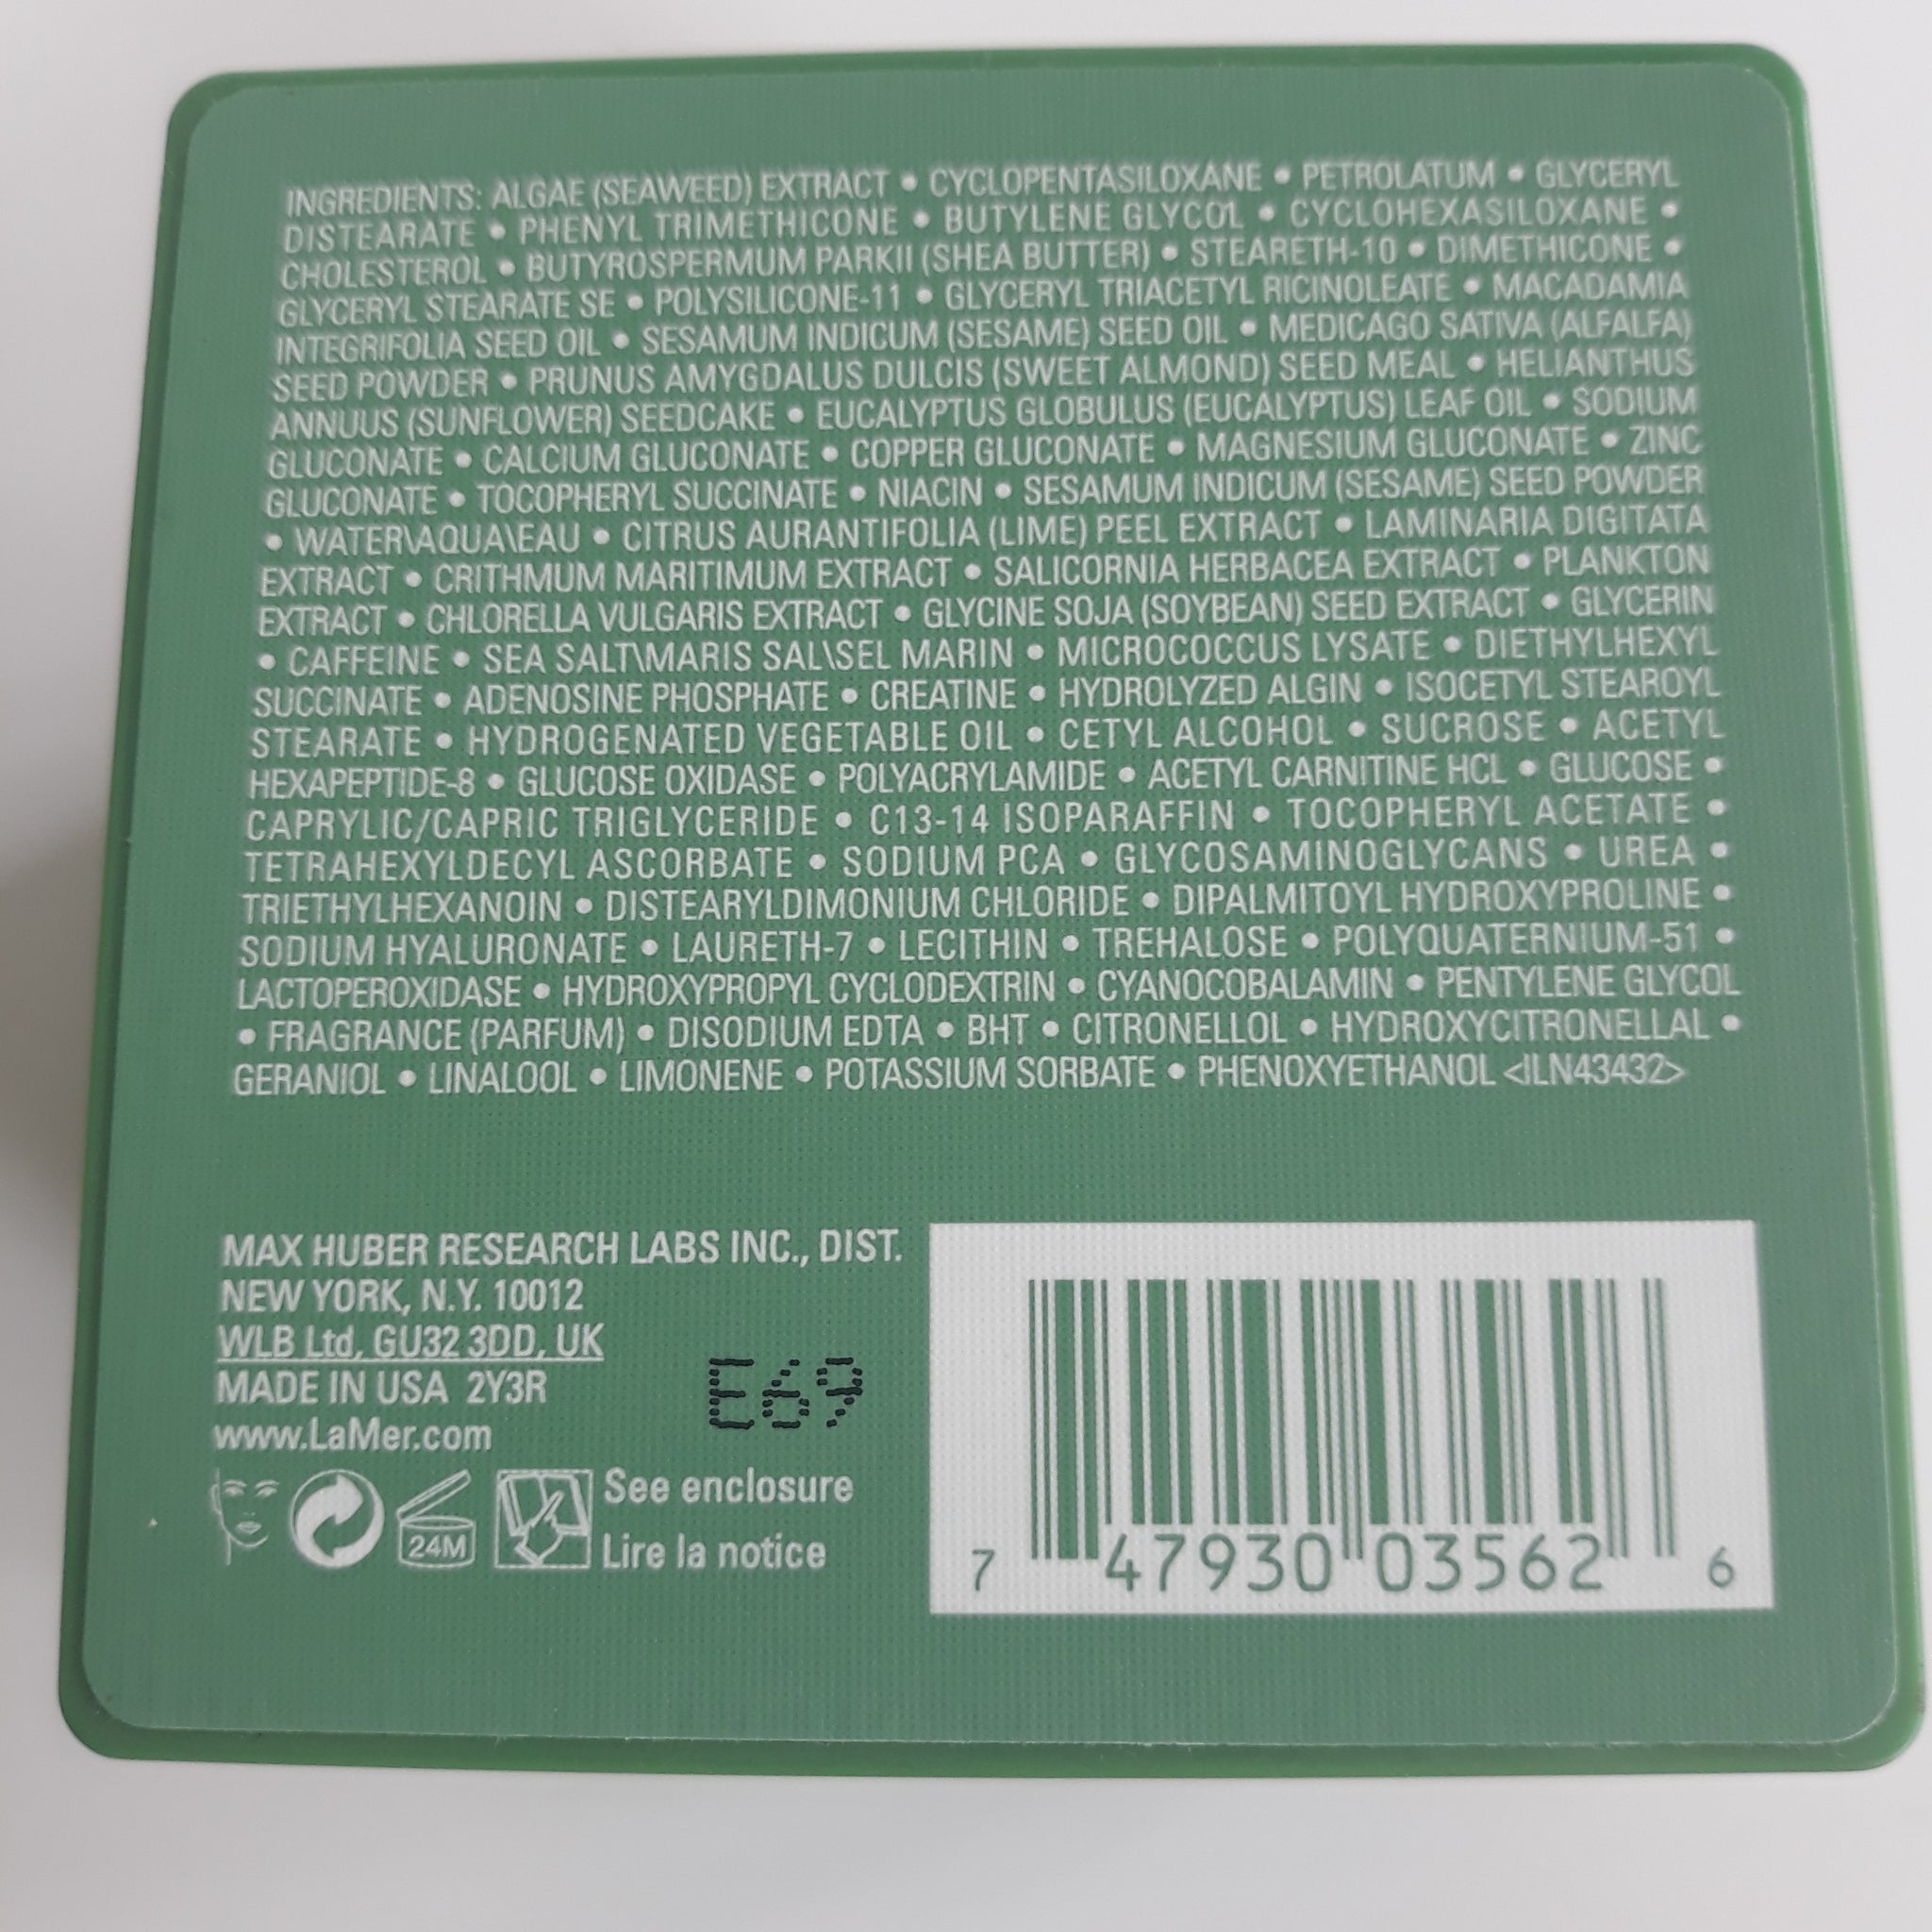 INGREDIENTS: ALGAE (SEAWEED) EXTRACT • CYCLOPENTASILOXANE • PETROLATUM • GLYCERYL
DISTEARATE • PHENYL TRIMETHICONE • BUTYLENE GLYCOL • CYCLOHEXASILOXANE •
CHOLESTEROL • BUTYROSPERMUM PARKII (SHEA BUTTER) • STEARETH-10 • DIMETHICONE •
GLYCERYL STEARATE SE • POLYSILICONE-11 • GLYCERYL TRIACETYL RICINOLEATE • MACADAMIA
INTEGRIFOLIA SEED OIL • SESAMUM INDICUM (SESAME) SEED OIL • MEDICAGO SATIVA (ALFALFA)
SEED POWDER • PRUNUS AMYGDALUS DULCIS (SWEET ALMOND) SEED MEAL • HELIANTHUS
ANNUUS (SUNFLOWER) SEEDCAKE • EUCALYPTUS GLOBULUS (EUCALYPTUS) LEAF OIL • SODIUM
GLUCONATE • CALCIUM GLUCONATE • COPPER GLUCONATE • MAGNESIUM GLUCONATE • ZINC
GLUCONATE • TOCOPHERYL SUCCINATE • NIACIN • SESAMUM INDICUM (SESAME) SEED POWDER
• WATER\AQUA\EAU • CITRUS AURANTIFOLIA (LIME) PEEL EXTRACT • LAMINARIA DIGITATA
EXTRACT • CRITHMUM MARITIMUM EXTRACT • SALICORNIA HERBACEA EXTRACT • PLANKTON
EXTRACT • CHLORELLA VULGARIS EXTRACT • GLYCINE SOJA (SOYBEAN) SEED EXTRACT • GLYCERIN
• CAFFEINE • SEA SALT\MARIS SAL\SEL MARIN • MICROCOCCUS LYSATE • DIETHYLHEXYL
SUCCINATE • ADENOSINE PHOSPHATE • CREATINE • HYDROLYZED ALGIN • ISOCETYL STEAROYL
STEARATE • HYDROGENATED VEGETABLE OIL • CETYL ALCOHOL • SUCROSE • ACETYL
HEXAPEPTIDE-8 • GLUCOSE OXIDASE • POLYACRYLAMIDE • ACETYL CARNITINE HCL • GLUCOSE •
CAPRYLIC/CAPRIC TRIGLYCERIDE • C13-14 ISOPARAFFIN • TOCOPHERYL ACETATE •
TETRAHEXYLDECYL ASCORBATE • SODIUM PCA • GLYCOSAMINOGLYCANS • UREA •
TRIETHYLHEXANOIN • DISTEARYLDIMONIUM CHLORIDE • DIPALMITOYL HYDROXYPROLINE •
SODIUM HYALURONATE • LAURETH-7 • LECITHIN • TREHALOSE • POLYQUATERNIUM-51 •
LACTOPEROXIDASE • HYDROXYPROPYL CYCLODEXTRIN • CYANOCOBALAMIN • PENTYLENE GLYCOL
• FRAGRANCE (PARFUM) • DISODIUM EDTA • BHT • CITRONELLOL • HYDROXYCITRONELLAL •
GERANIOL • LINALOOL • LIMONENE • POTASSIUM SORBATE • PHENOXYETHANOL <ILN43432>
MAX HUBER RESEARCH LABS INC., DIST.
NEW YORK, N.Y. 10012
WLB Ltd, GU32 3DD, UK
MADE IN USA 2Y3R
www.LaMer.com
E69
24M
See enclosure
Lire la notice
7 47930 03562 6